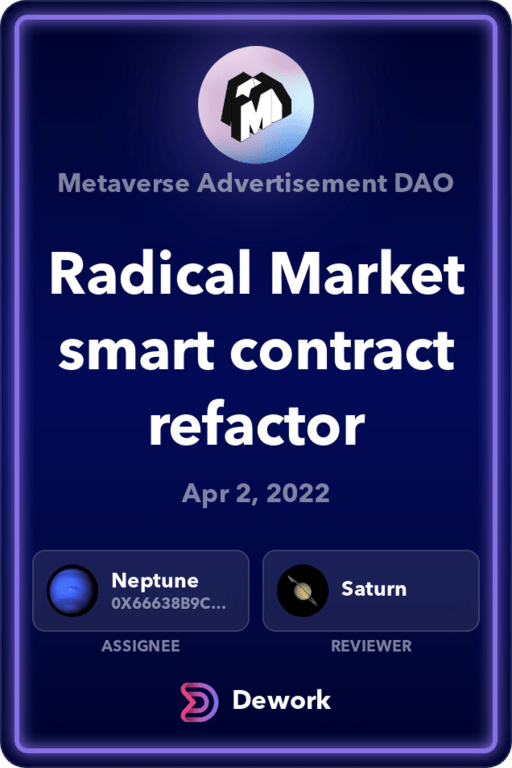 M
Metaverse Advertisement DAO
Radical Market
smart contract
refactor
Apr 2, 2022
Neptune
0X66638B9C...
Saturn
ASSIGNEE
REVIEWER
Dework